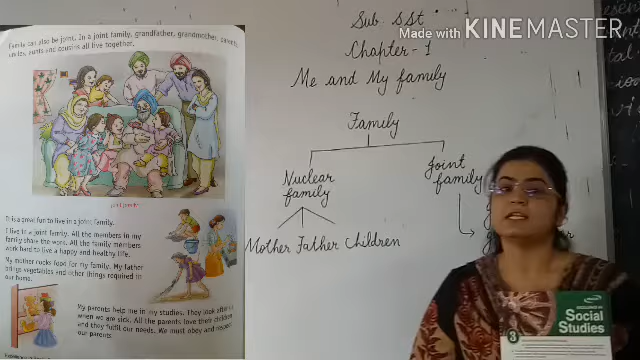 Family can also be joint. In a joint family, grandfather, grandmother, parents,
uncles, aunts and cousins all live together.
Joint family
It is a great fun to live in a joint family.
I live in a joint family. All the members in my
family share the work. All the family members
work hard to live a happy and healthy life.
My mother cooks food for my family. My father
brings vegetables and other things required in
our home.
My parents help me in my studies. They look after
when we are sick. All the parents love their children
and they fulfil our needs. We must obey and respect
our parents.
Sub SSt
Made with KINEMASTER
Chapter-1
Me and My family
Family
Nuclear
family
Joint
family
Mother Father Children
Social
Studies
3